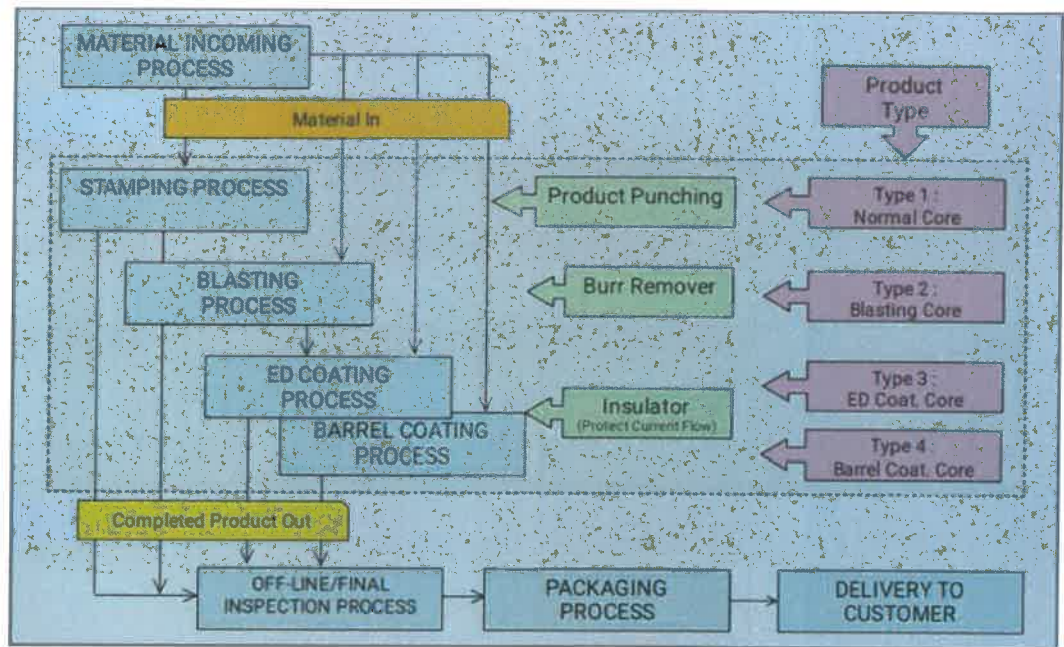 MATERIAL INCOMING
PROCESS
Material In
Product
Type
STAMPING PROCESS
Product Punching
Type 1 :
Normal Core
BLASTING
PROCESS
Burr Remover
Type 2 :
Blasting Core
ED COATING
PROCESS
Type 3 :
ED Coat. Core
BARREL COATING
PROCESS
Insulator
(Protect Current Flow)
Type 4 :
Barrel Coat. Core
Completed Product Out
OFF-LINE/FINAL
INSPECTION PROCESS
PACKAGING
PROCESS
DELIVERY TO
CUSTOMER